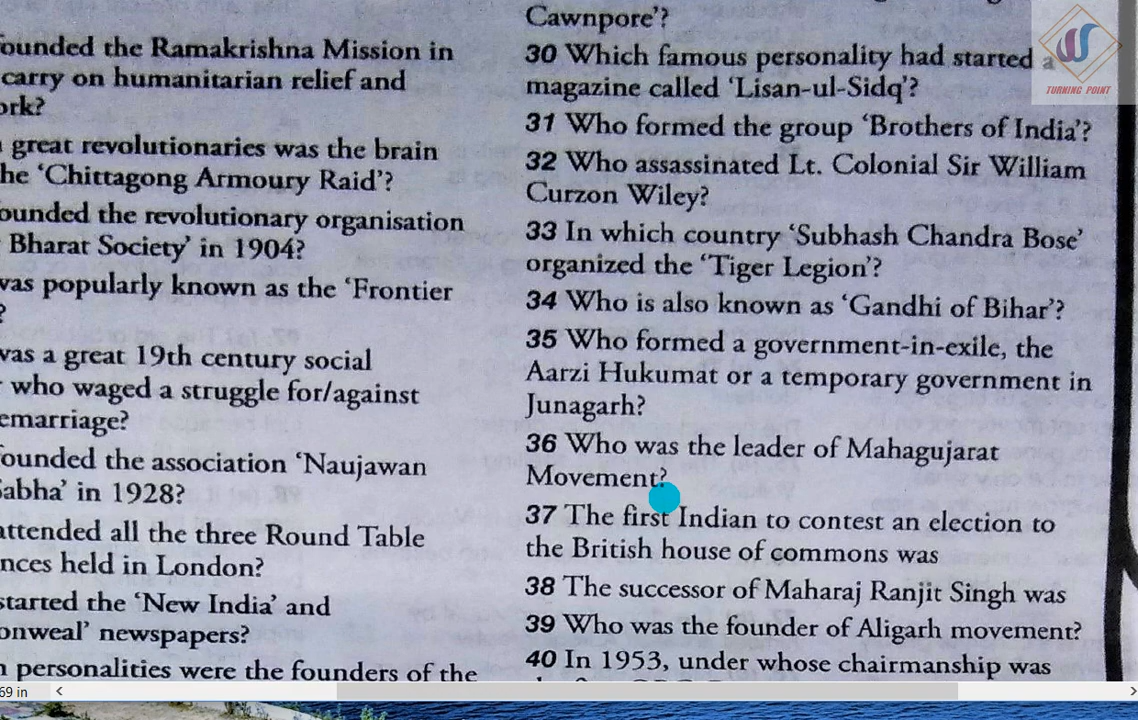 ounded the Ramakrishna Mission in
carry on humanitarian relief and
ork?
great revolutionaries was the brain
he ‘Chittagong Armoury Raid’?
ounded the revolutionary organisation
Bharat Society’ in 1904?
was popularly known as the ‘Frontier
?
was a great 19th century social
who waged a struggle for/against
emarriage?
ounded the association ‘Naujawan
Sabha’ in 1928?
attended all the three Round Table
nces held in London?
started the ‘New India’ and
onweal’ newspapers?
personalities were the founders of the
Cawnpore’?
30 Which famous personality had started a
magazine called ‘Lisan-ul-Sidq’?
31 Who formed the group ‘Brothers of India’?
32 Who assassinated Lt. Colonial Sir William
Curzon Wiley?
33 In which country ‘Subhash Chandra Bose’
organized the ‘Tiger Legion’?
34 Who is also known as ‘Gandhi of Bihar’?
35 Who formed a government-in-exile, the
Aarzi Hukumat or a temporary government in
Junagarh?
36 Who was the leader of Mahagujarat
Movement?
37 The first Indian to contest an election to
the British house of commons was
38 The successor of Maharaj Ranjit Singh was
39 Who was the founder of Aligarh movement?
40 In 1953, under whose chairmanship was
TURNING POINT
69 in